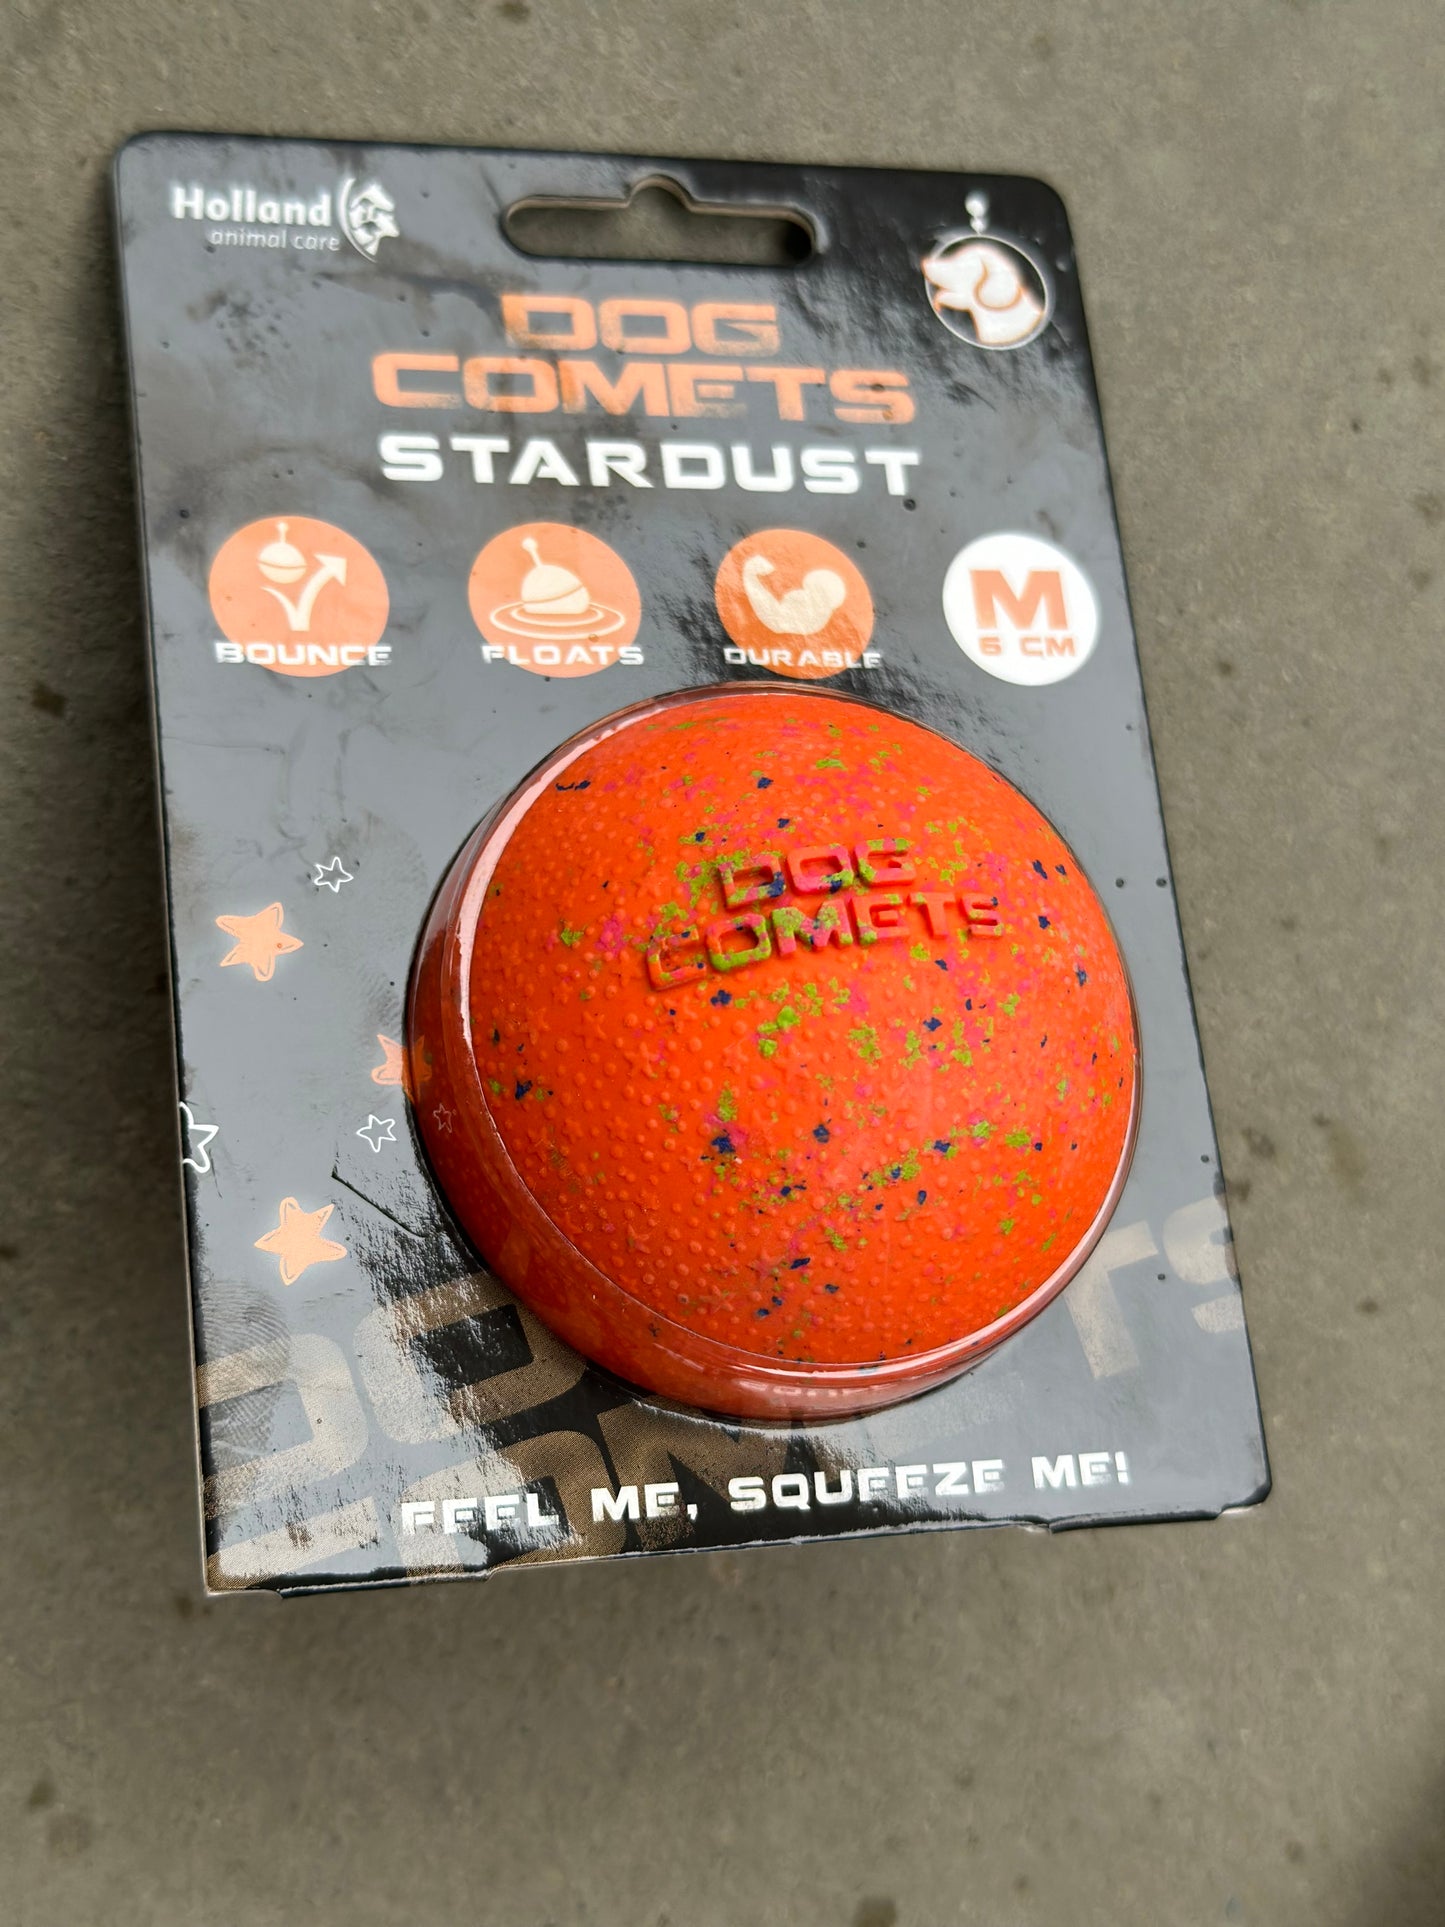 Holland
animal care
DOG
COMETS
STARDUST
BOUNCE
FLOATS
DURABLE
M
6 CM
DOG
COMETS
FEEL ME, SQUEEZE ME!